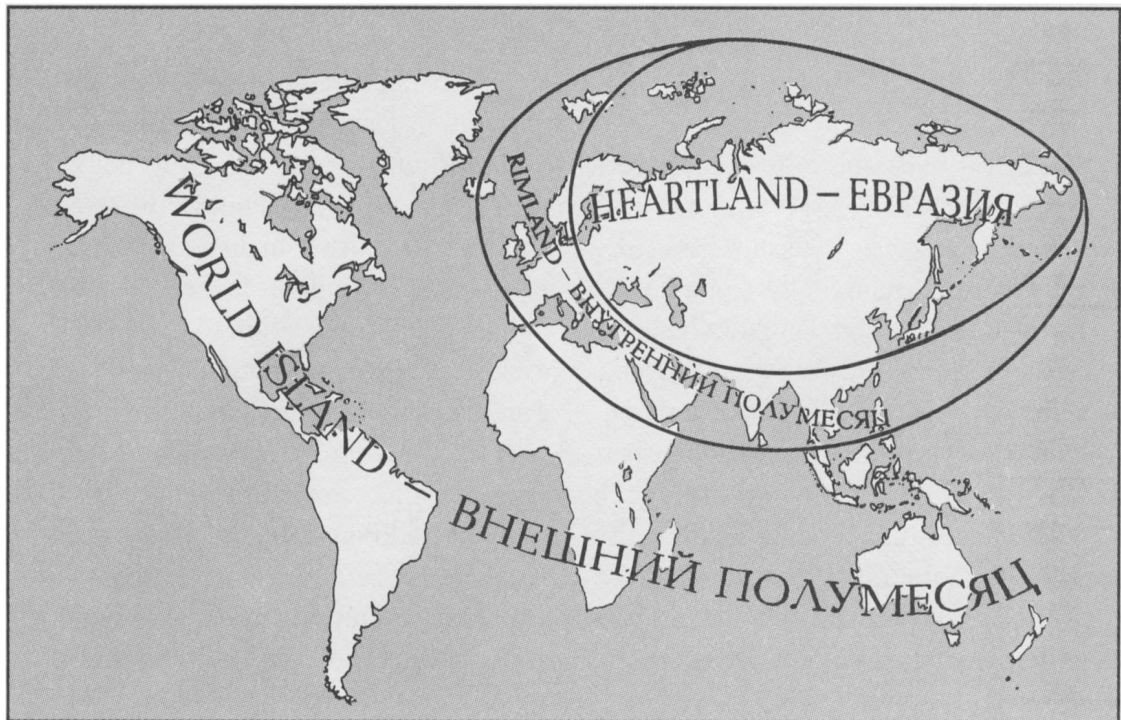 HEARTLAND – ЕВРАЗИЯ
RIMLAND – ВНУТРЕННИЙ ПОЛУМЕСЯЦ
WORLD ISLAND – ВНЕШНИЙ ПОЛУМЕСЯЦ